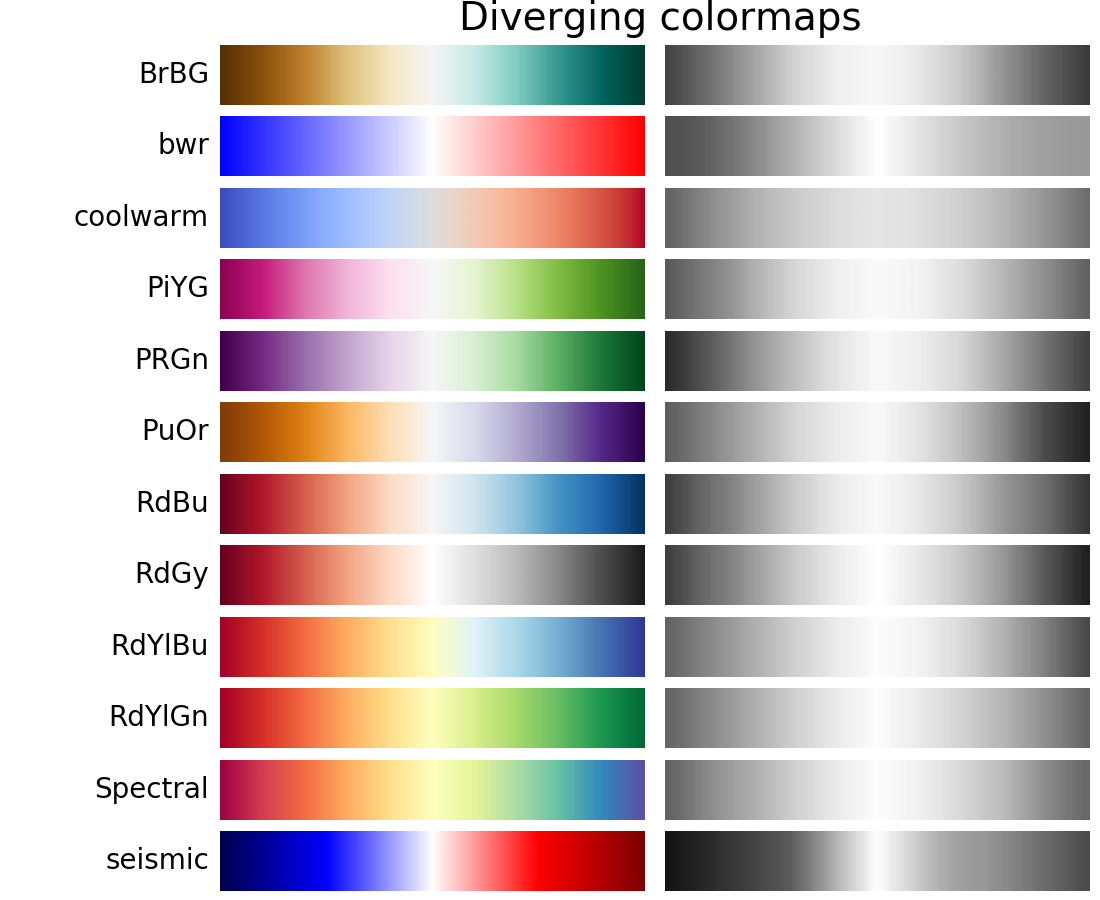 Diverging colormaps
BrBG
bwr
coolwarm
PiYG
PRGn
PuOr
RdBu
RdGy
RdYlBu
RdYlGn
Spectral
seismic